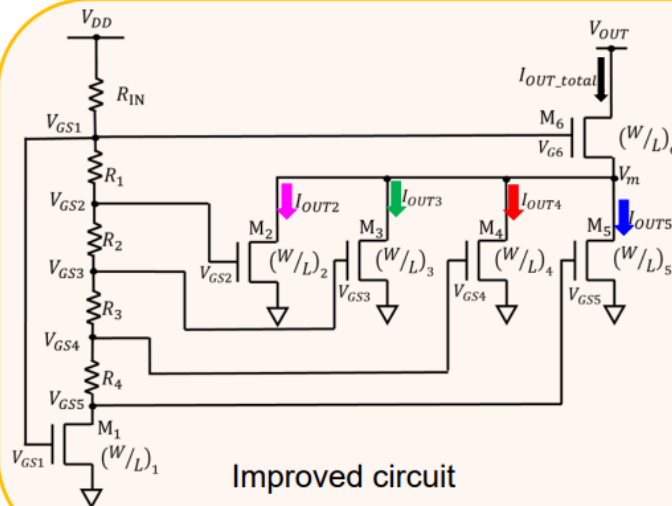 V_DD
V_OUT
R_IN
I_OUT_total
V_GS1
M_6
(W/L)_6
V_G6
R_1
V_m
V_GS2
I_OUT2
I_OUT3
I_OUT4
I_OUT5
M_2
M_3
M_4
M_5
R_2
(W/L)_2
(W/L)_3
(W/L)_4
(W/L)_5
V_GS3
V_GS2
V_GS3
V_GS4
V_GS5
R_3
V_GS4
R_4
V_GS5
M_1
V_GS1
(W/L)_1
Improved circuit